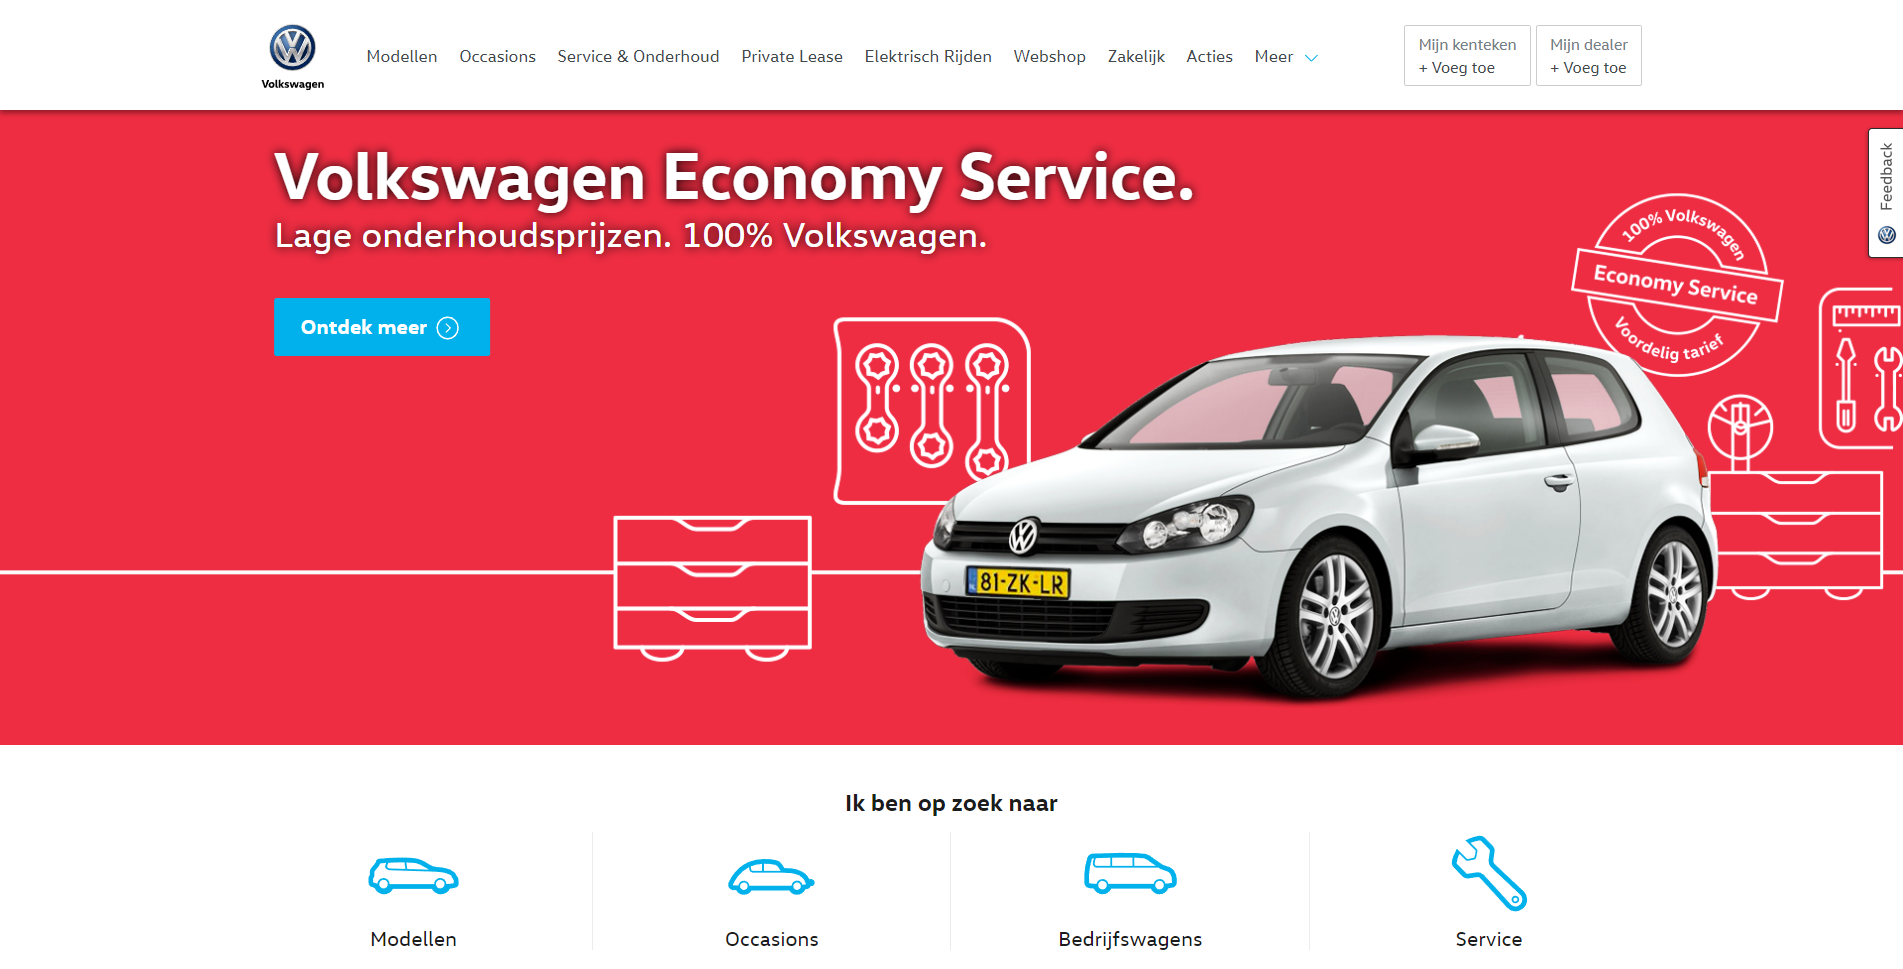 Volkswagen
Modellen
Occasions
Service & Onderhoud
Private Lease
Elektrisch Rijden
Webshop
Zakelijk
Acties
Meer
Mijn kenteken
+ Voeg toe
Mijn dealer
+ Voeg toe
Feedback
Volkswagen Economy Service.
Lage onderhoudsprijzen. 100% Volkswagen.
Ontdek meer
100% Volkswagen
Economy Service
Voordelig tarief
81-ZK-LR
Ik ben op zoek naar
Modellen
Occasions
Bedrijfswagens
Service